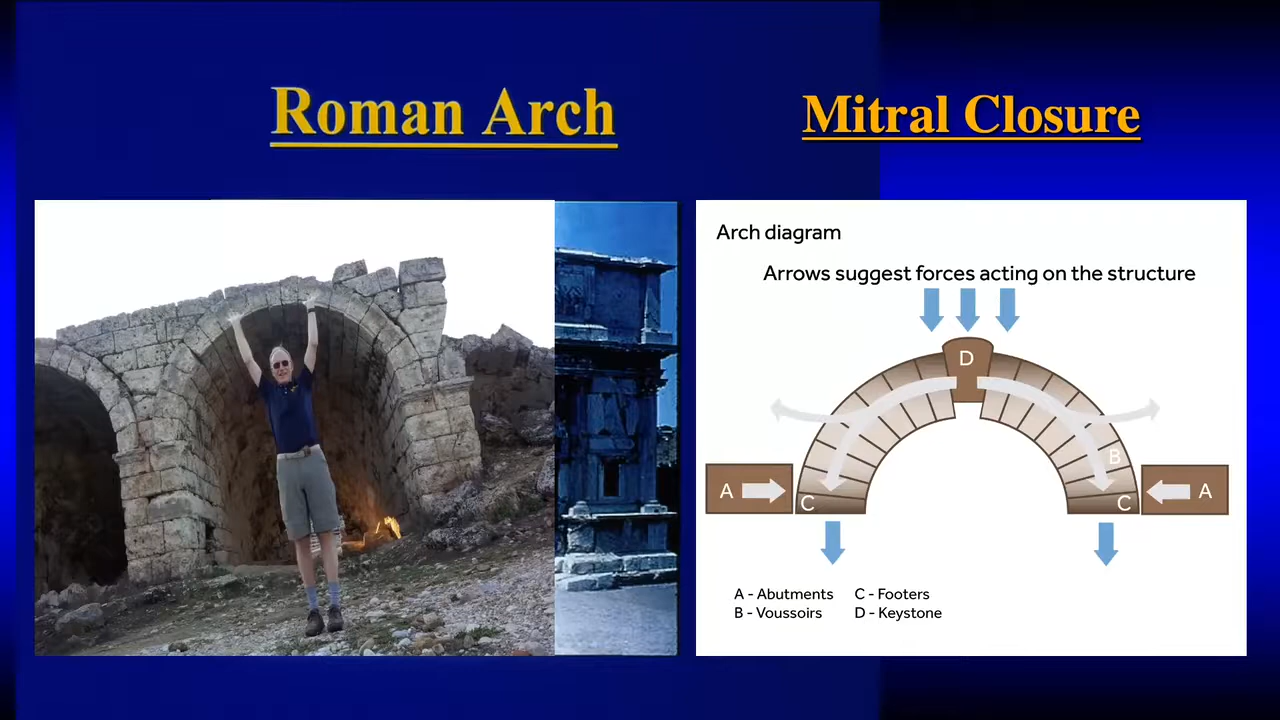 Roman Arch
Mitral Closure
Arch diagram
Arrows suggest forces acting on the structure
D
B
A
C
C
A
A - Abutments C - Footers
B - Voussoirs D - Keystone